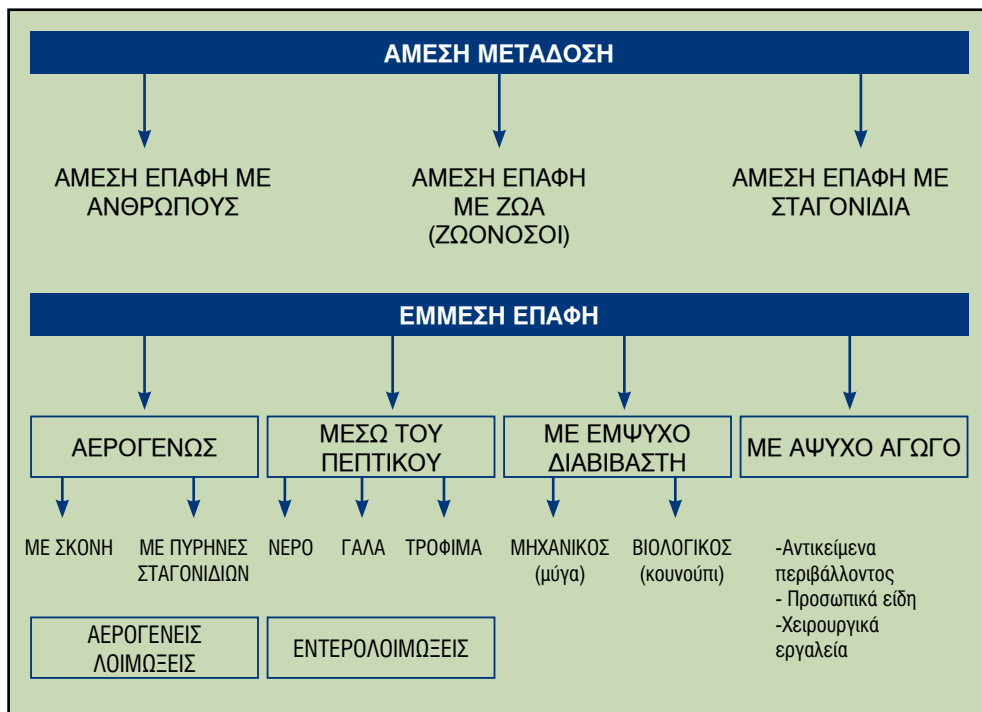 ΑΜΕΣΗ ΜΕΤΑΔΟΣΗ
ΑΜΕΣΗ ΕΠΑΦΗ ΜΕ
ΑΝΘΡΩΠΟΥΣ
ΑΜΕΣΗ ΕΠΑΦΗ
ΜΕ ΖΩΑ
(ΖΩΟΝΟΣΟΙ)
ΑΜΕΣΗ ΕΠΑΦΗ ΜΕ
ΣΤΑΓΟΝΙΔΙΑ
ΕΜΜΕΣΗ ΕΠΑΦΗ
ΑΕΡΟΓΕΝΩΣ
ΜΕΣΩ ΤΟΥ
ΠΕΠΤΙΚΟΥ
ΜΕ ΕΜΨΥΧΟ
ΔΙΑΒΙΒΑΣΤΗ
ΜΕ ΑΨΥΧΟ ΑΓΩΓΟ
ΜΕ ΣΚΟΝΗ
ΜΕ ΠΥΡΗΝΕΣ
ΣΤΑΓΟΝΙΔΙΩΝ
ΝΕΡΟ
ΓΑΛΑ
ΤΡΟΦΙΜΑ
ΜΗΧΑΝΙΚΟΣ
(μύγα)
ΒΙΟΛΟΓΙΚΟΣ
(κουνούπι)
-Αντικείμενα
περιβάλλοντος
- Προσωπικά είδη
-Χειρουργικά
εργαλεία
ΑΕΡΟΓΕΝΕΙΣ
ΛΟΙΜΩΞΕΙΣ
ΕΝΤΕΡΟΛΟΙΜΩΞΕΙΣ